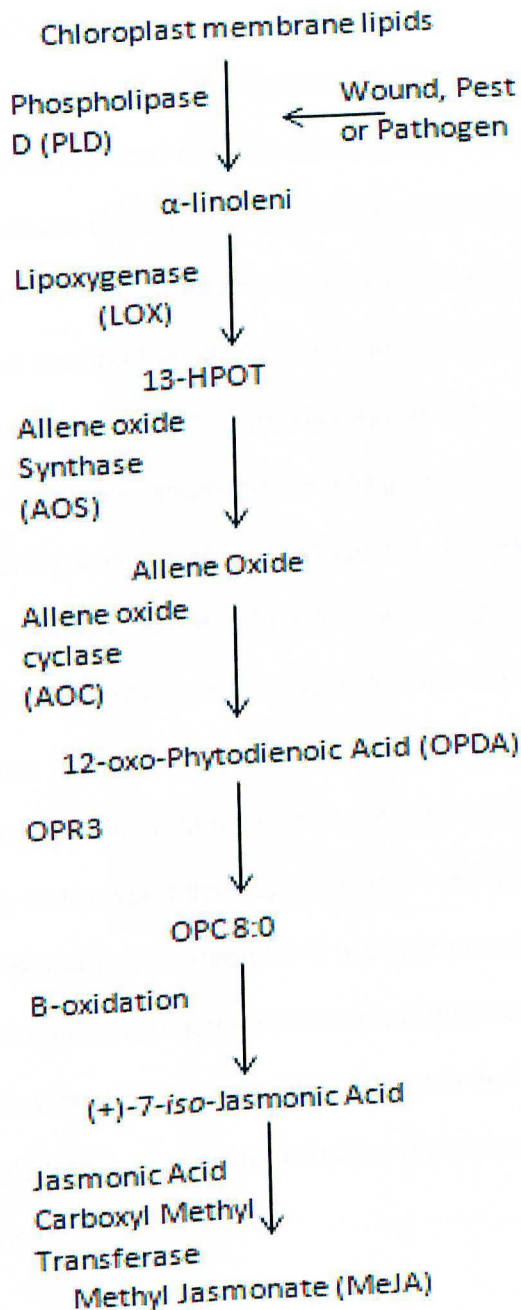 Chloroplast membrane lipids
Phospholipase
D (PLD)
Wound, Pest
or Pathogen
α-linoleni
Lipoxygenase
(LOX)
13-HPOT
Allene oxide
Synthase
(AOS)
Allene Oxide
Allene oxide
cyclase
(AOC)
12-oxo-Phytodienoic Acid (OPDA)
OPR3
OPC 8:0
B-oxidation
(+)-7-iso-Jasmonic Acid
Jasmonic Acid
Carboxyl Methyl
Transferase
Methyl Jasmonate (MeJA)